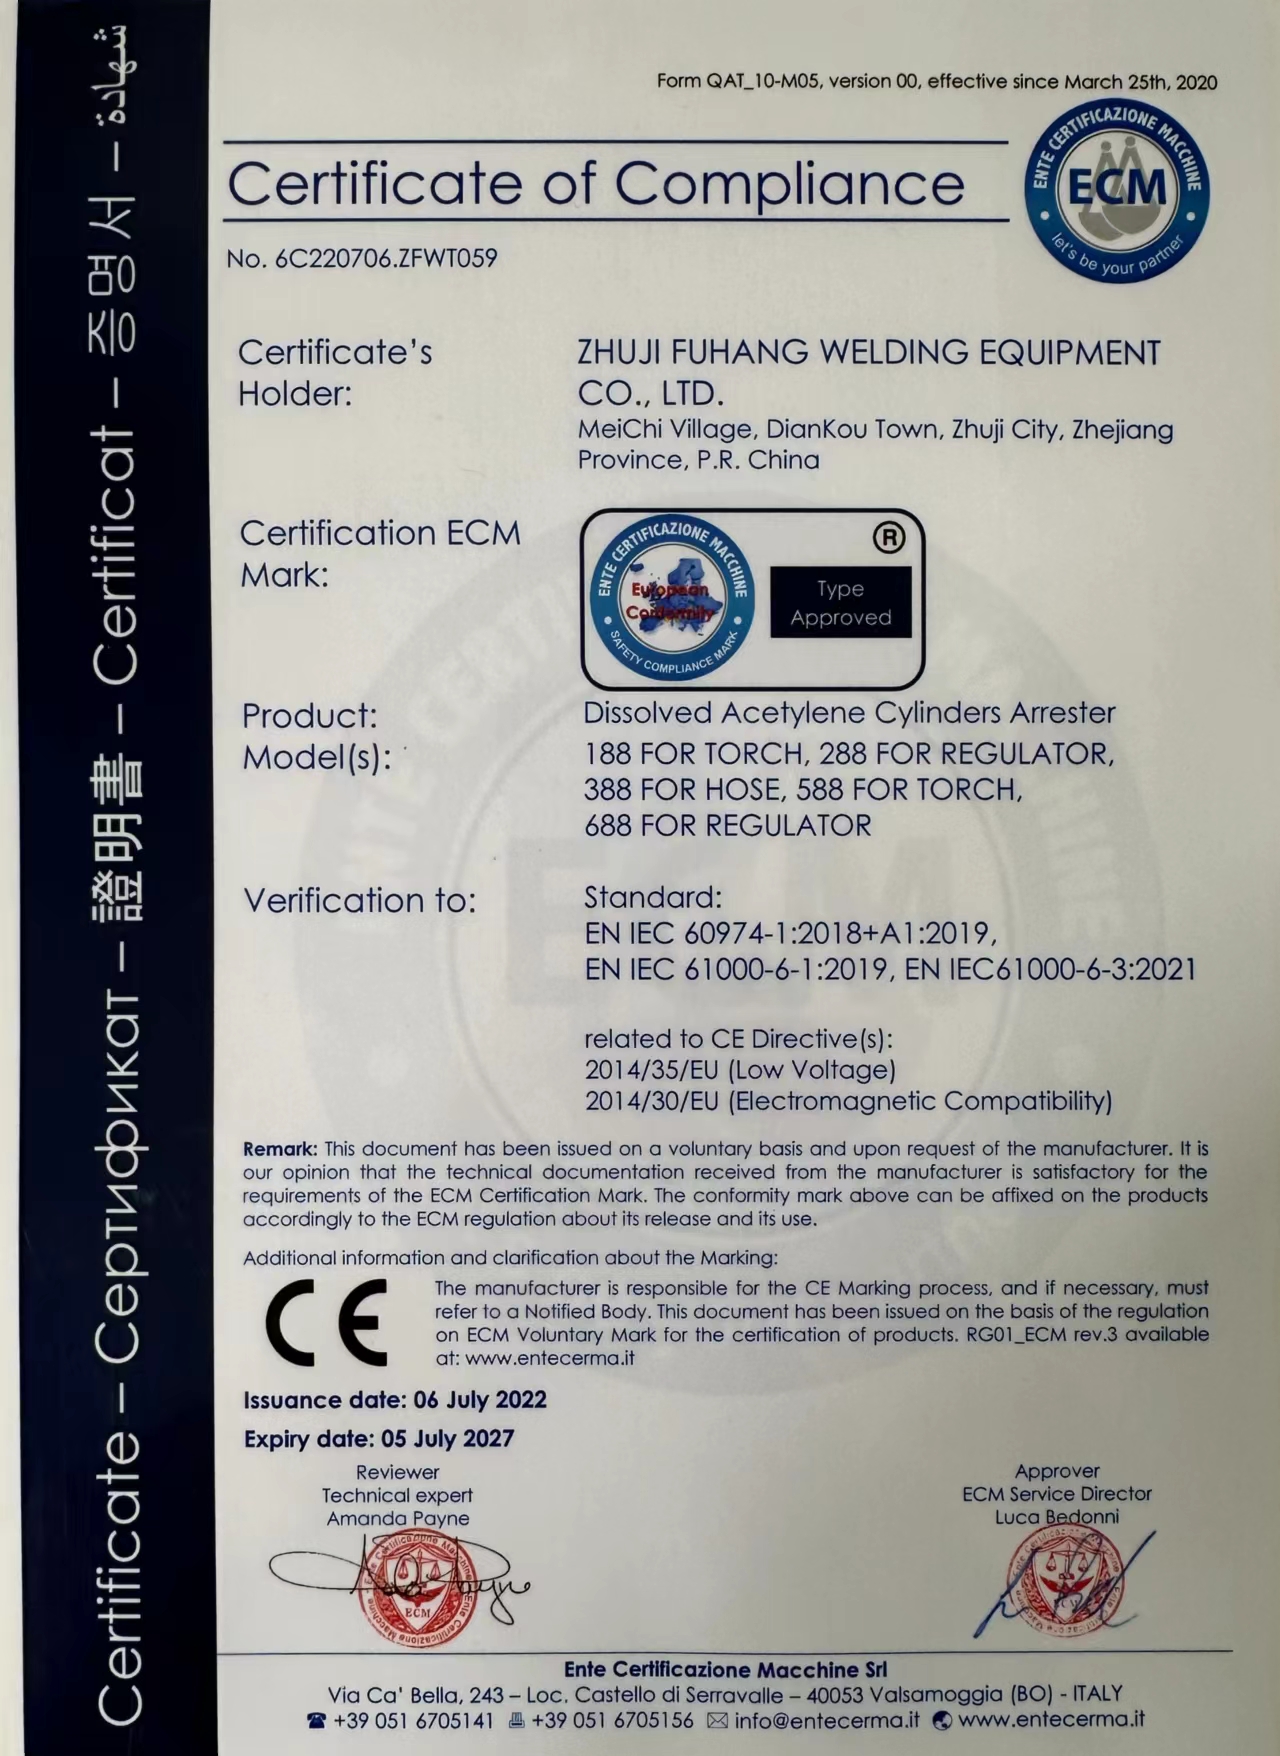 Form QAT_10-M05, version 00, effective since March 25th, 2020
Certificate of Compliance
ENTE CERTIFICAZIONE MACCHINE
ECM
let's be your partner
No. 6C220706.ZFWT059
Certificate's
Holder:
ZHUJI FUHANG WELDING EQUIPMENT
CO., LTD.
MeiChi Village, DianKou Town, Zhuji City, Zhejiang
Province, P.R. China
Certification ECM
Mark:
ENTE CERTIFICAZIONE MACCHINE
European
Conformity
SAFETY COMPLIANCE MARK
®
Type
Approved
Product:
Dissolved Acetylene Cylinders Arrester
Model(s):
188 FOR TORCH, 288 FOR REGULATOR,
388 FOR HOSE, 588 FOR TORCH,
688 FOR REGULATOR
Verification to:
Standard:
EN IEC 60974-1:2018+A1:2019,
EN IEC 61000-6-1:2019, EN IEC61000-6-3:2021
related to CE Directive(s):
2014/35/EU (Low Voltage)
2014/30/EU (Electromagnetic Compatibility)
Remark: This document has been issued on a voluntary basis and upon request of the manufacturer. It is
our opinion that the technical documentation received from the manufacturer is satisfactory for the
requirements of the ECM Certification Mark. The conformity mark above can be affixed on the products
accordingly to the ECM regulation about its release and its use.
Additional information and clarification about the Marking:
CE
The manufacturer is responsible for the CE Marking process, and if necessary, must
refer to a Notified Body. This document has been issued on the basis of the regulation
on ECM Voluntary Mark for the certification of products. RG01_ECM rev.3 available
at: www.entecerma.it
Issuance date: 06 July 2022
Expiry date: 05 July 2027
Reviewer
Technical expert
Amanda Payne
Approver
ECM Service Director
Luca Bedonni
Ente Certificazione Macchine
ECM
Ente Certificazione Macchine Srl
Via Ca' Bella, 243 – Loc. Castello di Serravalle – 40053 Valsamoggia (BO) - ITALY
☎ +39 051 6705141 +39 051 6705156 ✉ info@entecerma.it www.entecerma.it
Certificate – Сертификат – 證明書 – Certificat – 증명서 – شهادة